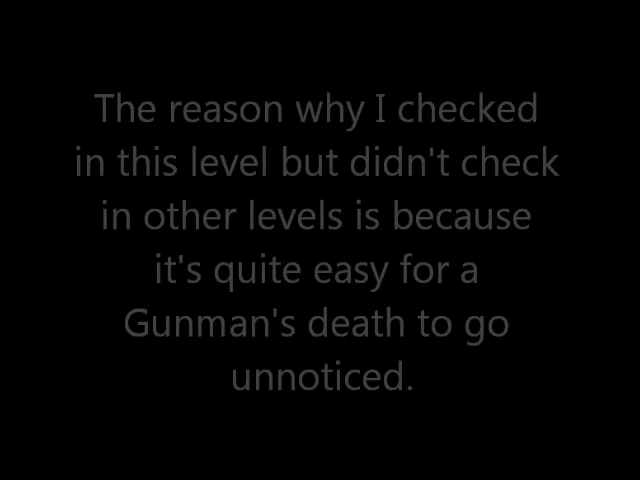 The reason why I checked
in this level but didn't check
in other levels is because
it's quite easy for a
Gunman's death to go
unnoticed.